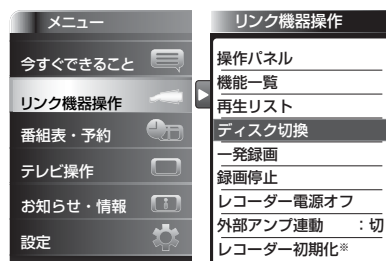 メニュー
今すぐできること
リンク機器操作
番組表・予約
テレビ操作
お知らせ・情報
設定
リンク機器操作
操作パネル
機能一覧
再生リスト
ディスク切換
一発録画
録画停止
レコーダー電源オフ
外部アンプ連動　：切
レコーダー初期化※